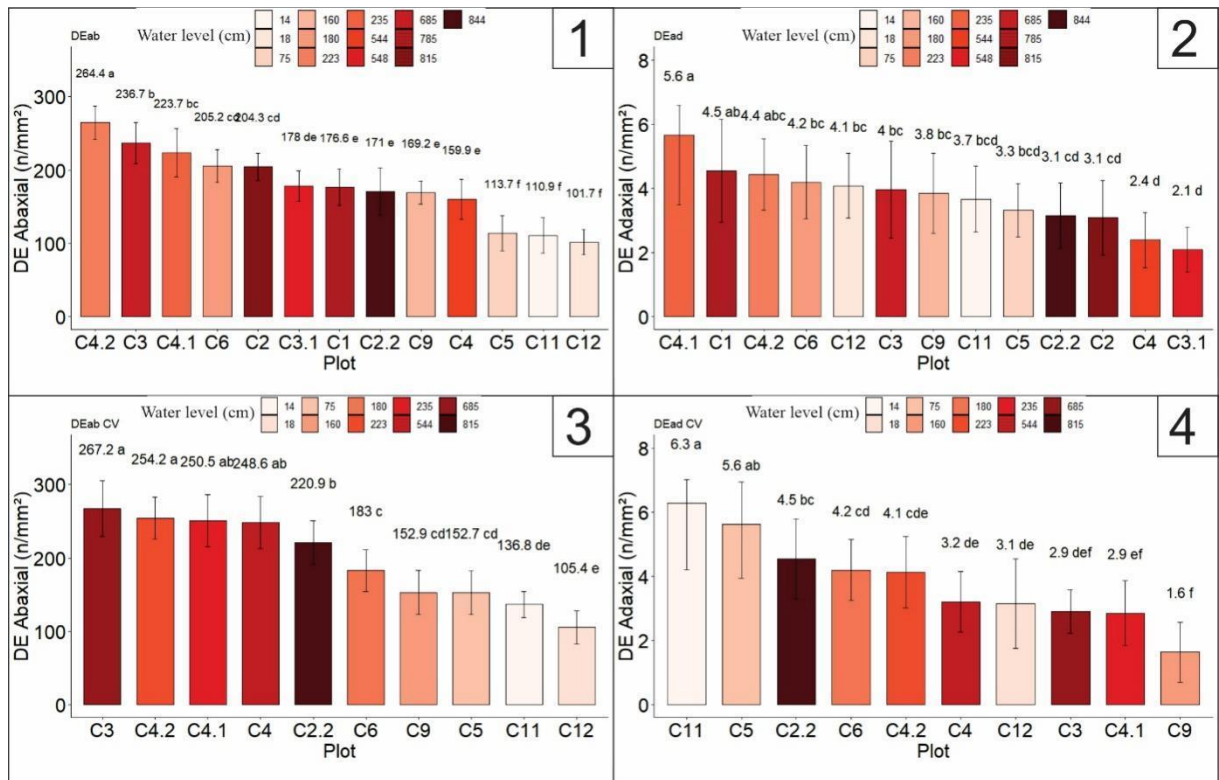 DEab
Water level (cm)
14 160 235 685 844
18 180 544 785
75 223 548 815
1
DE Abaxial (n/mm²)
300
200
100
0
264.4 a 236.7 b 223.7 bc 205.2 cd 204.3 cd 178 de 176.6 e 171 e 169.2 e 159.9 e 113.7 f 110.9 f 101.7 f
C4.2 C3 C4.1 C6 C2 C3.1 C1 C2.2 C9 C4 C5 C11 C12
Plot
DEad
Water level (cm)
14 160 235 685 844
18 180 544 785
75 223 548 815
2
DE Adaxial (n/mm²)
8
6
4
2
0
5.6 a 4.5 ab 4.4 abc 4.2 bc 4.1 bc 4 bc 3.8 bc 3.7 bcd 3.3 bcd 3.1 cd 3.1 cd 2.4 d 2.1 d
C4.1 C1 C4.2 C6 C12 C3 C9 C11 C5 C2.2 C2 C4 C3.1
Plot
DEab CV
Water level (cm)
14 75 180 235 685
18 160 223 544 815
3
DE Abaxial (n/mm²)
300
200
100
0
267.2 a 254.2 a 250.5 ab 248.6 ab 220.9 b 183 c 152.9 cd 152.7 cd 136.8 de 105.4 e
C3 C4.2 C4.1 C4 C2.2 C6 C9 C5 C11 C12
Plot
DEad CV
Water level (cm)
14 75 180 235 685
18 160 223 544 815
4
DE Adaxial (n/mm²)
8
6
4
2
0
6.3 a 5.6 ab 4.5 bc 4.2 cd 4.1 cde 3.2 de 3.1 de 2.9 def 2.9 ef 1.6 f
C11 C5 C2.2 C6 C4.2 C4 C12 C3 C4.1 C9
Plot